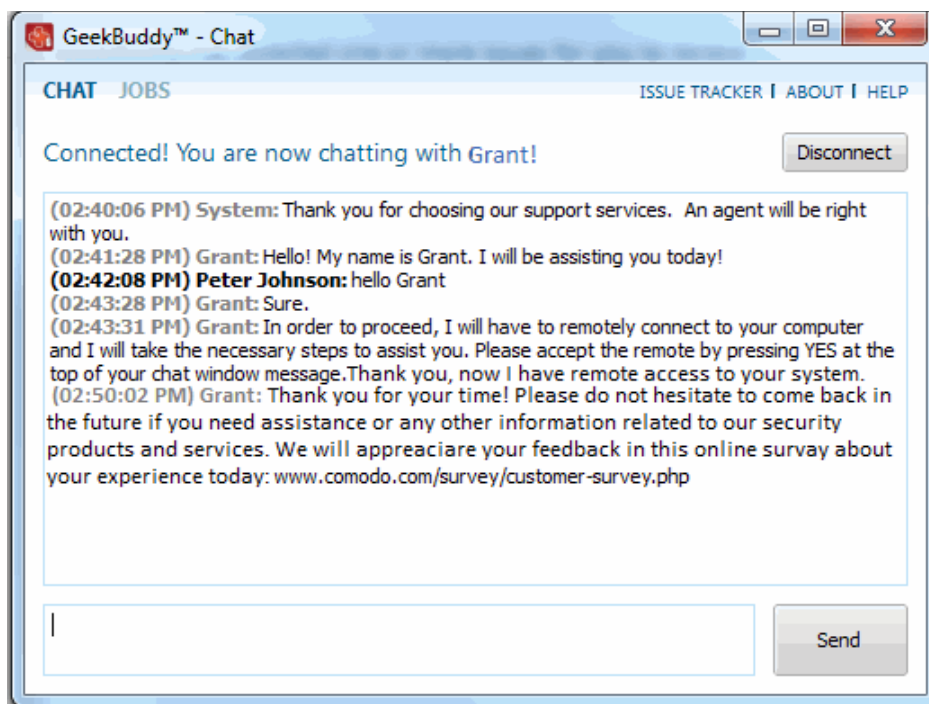 GeekBuddy™ - Chat
CHAT JOBS
ISSUE TRACKER | ABOUT | HELP
Connected! You are now chatting with Grant!
Disconnect
(02:40:06 PM) System: Thank you for choosing our support services. An agent will be right
with you.
(02:41:28 PM) Grant: Hello! My name is Grant. I will be assisting you today!
(02:42:08 PM) Peter Johnson: hello Grant
(02:43:28 PM) Grant: Sure.
(02:43:31 PM) Grant: In order to proceed, I will have to remotely connect to your computer
and I will take the necessary steps to assist you. Please accept the remote by pressing YES at the
top of your chat window message.Thank you, now I have remote access to your system.
(02:50:02 PM) Grant: Thank you for your time! Please do not hesitate to come back in
the future if you need assistance or any other information related to our security
products and services. We will appreaciare your feedback in this online survay about
your experience today: www.comodo.com/survey/customer-survey.php
Send